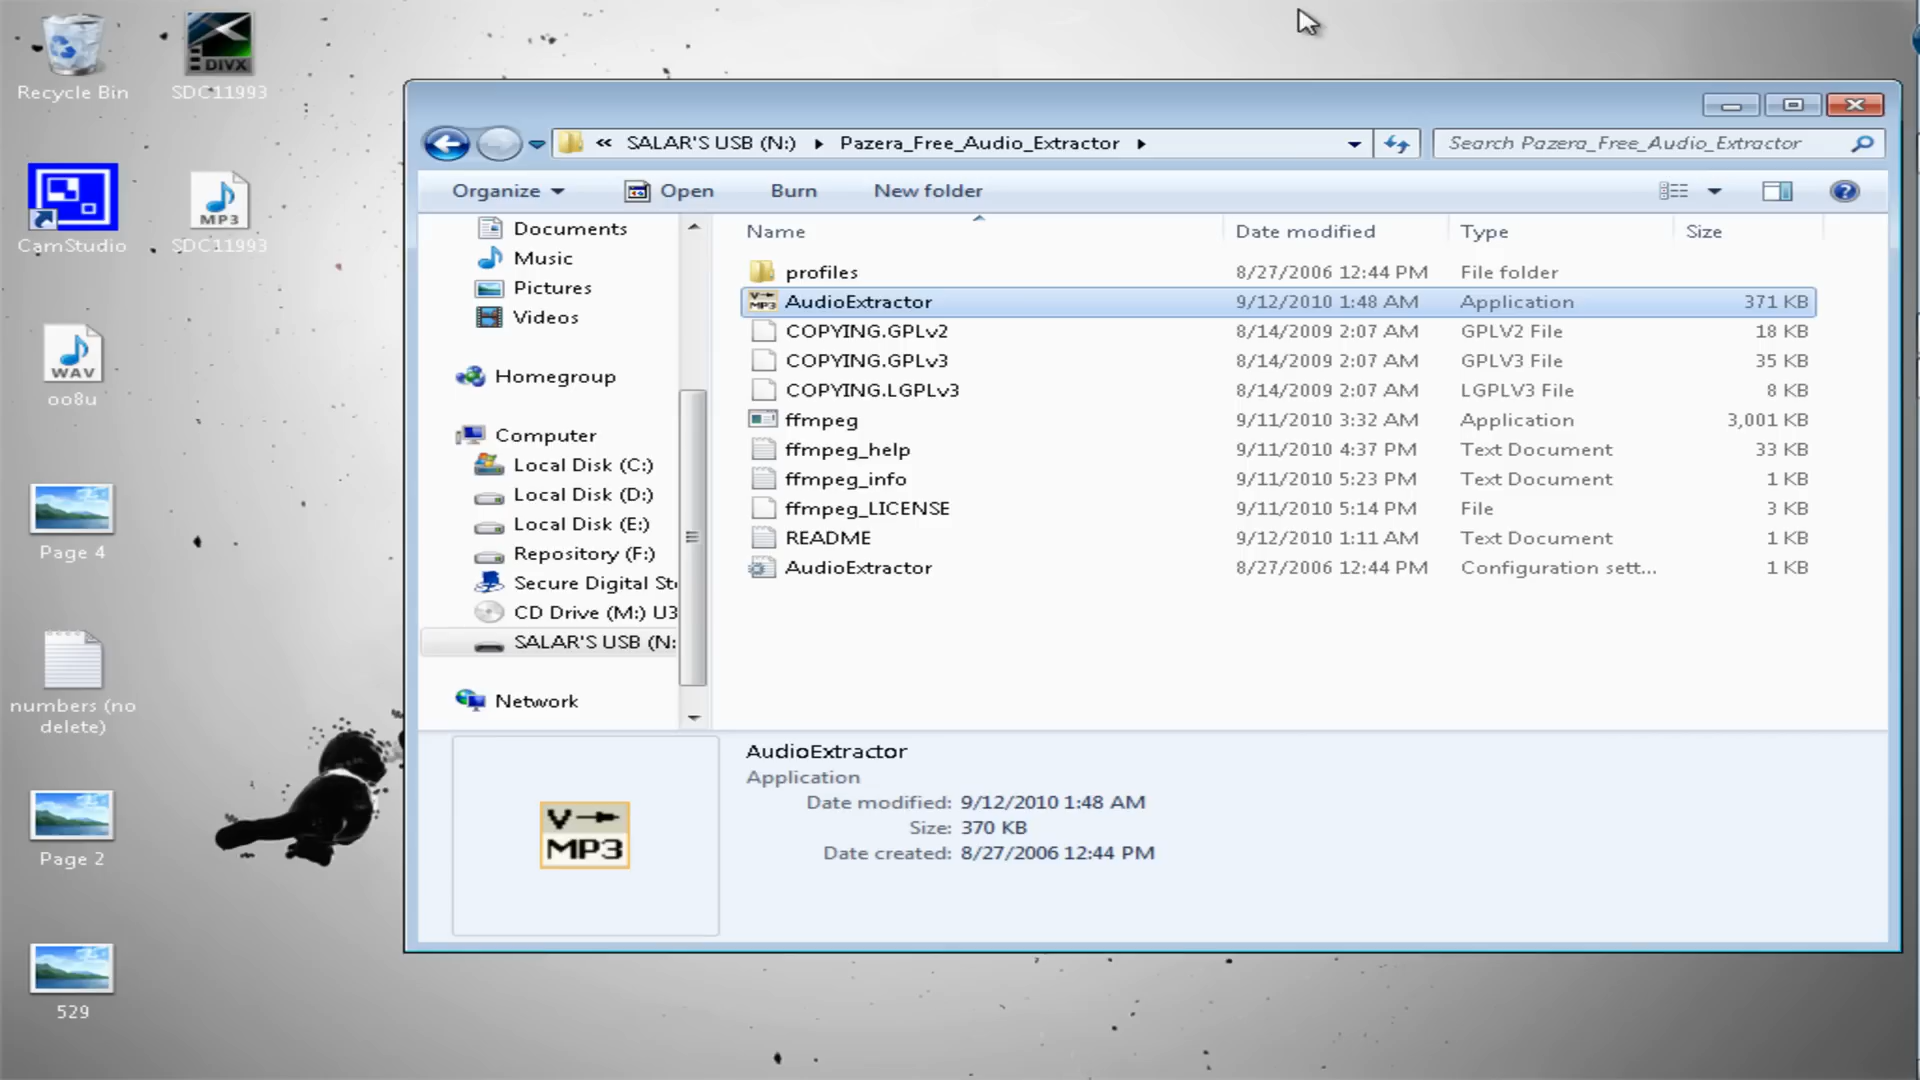 Recycle Bin
DIVX
SDC11993
CamStudio
MP3
SDC11993
WAV
oo8u
Page 4
numbers (no
delete)
Page 2
529
« SALAR'S USB (N:) Pazera_Free_Audio_Extractor
Search Pazera_Free_Audio_Extractor
Organize Open Burn New folder
Documents
Music
Pictures
Videos
Homegroup
Computer
Local Disk (C:)
Local Disk (D:)
Local Disk (E:)
Repository (F:)
Secure Digital Sto
CD Drive (M:) U3
SALAR'S USB (N:
Network
Name Date modified Type Size
profiles 8/27/2006 12:44 PM File folder
AudioExtractor 9/12/2010 1:48 AM Application 371 KB
COPYING.GPLv2 8/14/2009 2:07 AM GPLV2 File 18 KB
COPYING.GPLv3 8/14/2009 2:07 AM GPLV3 File 35 KB
COPYING.LGPLv3 8/14/2009 2:07 AM LGPLV3 File 8 KB
ffmpeg 9/11/2010 3:32 AM Application 3,001 KB
ffmpeg_help 9/11/2010 4:37 PM Text Document 33 KB
ffmpeg_info 9/11/2010 5:23 PM Text Document 1 KB
ffmpeg_LICENSE 9/11/2010 5:14 PM File 3 KB
README 9/12/2010 1:11 AM Text Document 1 KB
AudioExtractor 8/27/2006 12:44 PM Configuration sett... 1 KB
V
MP3
AudioExtractor
Application
Date modified: 9/12/2010 1:48 AM
Size: 370 KB
Date created: 8/27/2006 12:44 PM